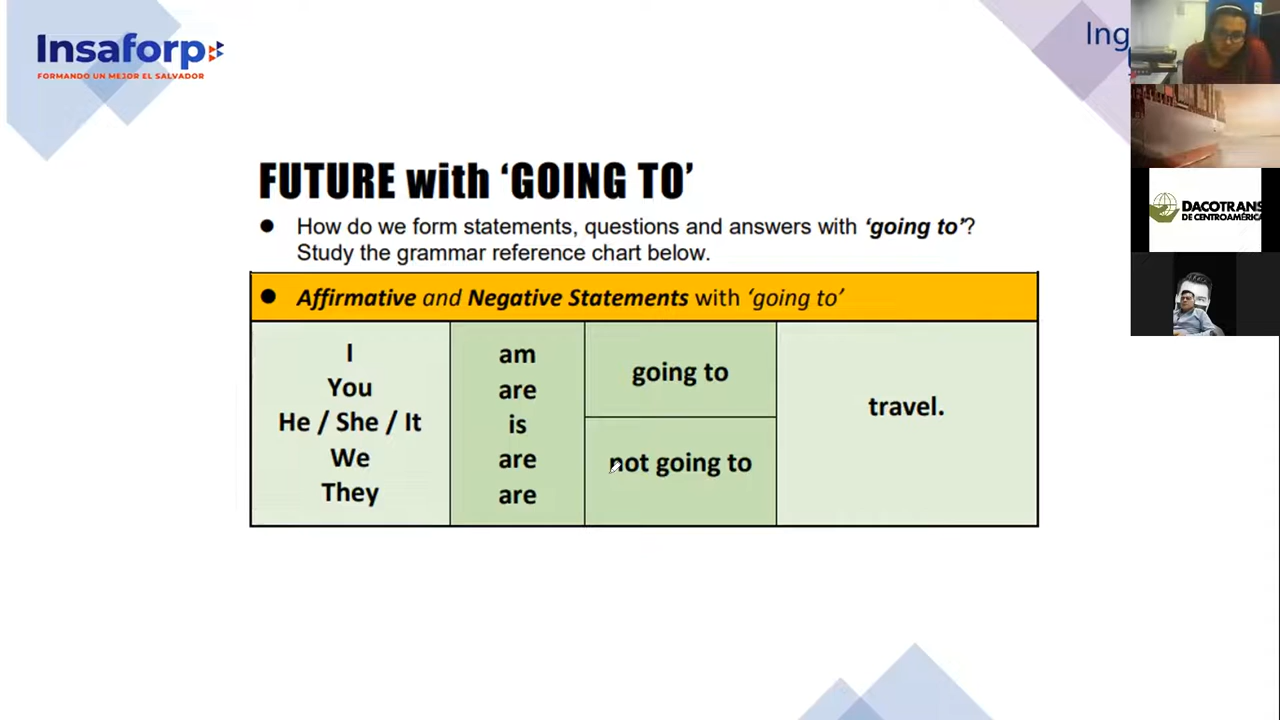 Insaforp
FORMANDO UN MEJOR EL SALVADOR
Ing
DACOTRANS
DE CENTROAMÉRICA
FUTURE with ‘GOING TO’
● How do we form statements, questions and answers with ‘going to’?
Study the grammar reference chart below.
● Affirmative and Negative Statements with ‘going to’
I
You
He / She / It
We
They
am
are
is
are
are
going to
not going to
travel.